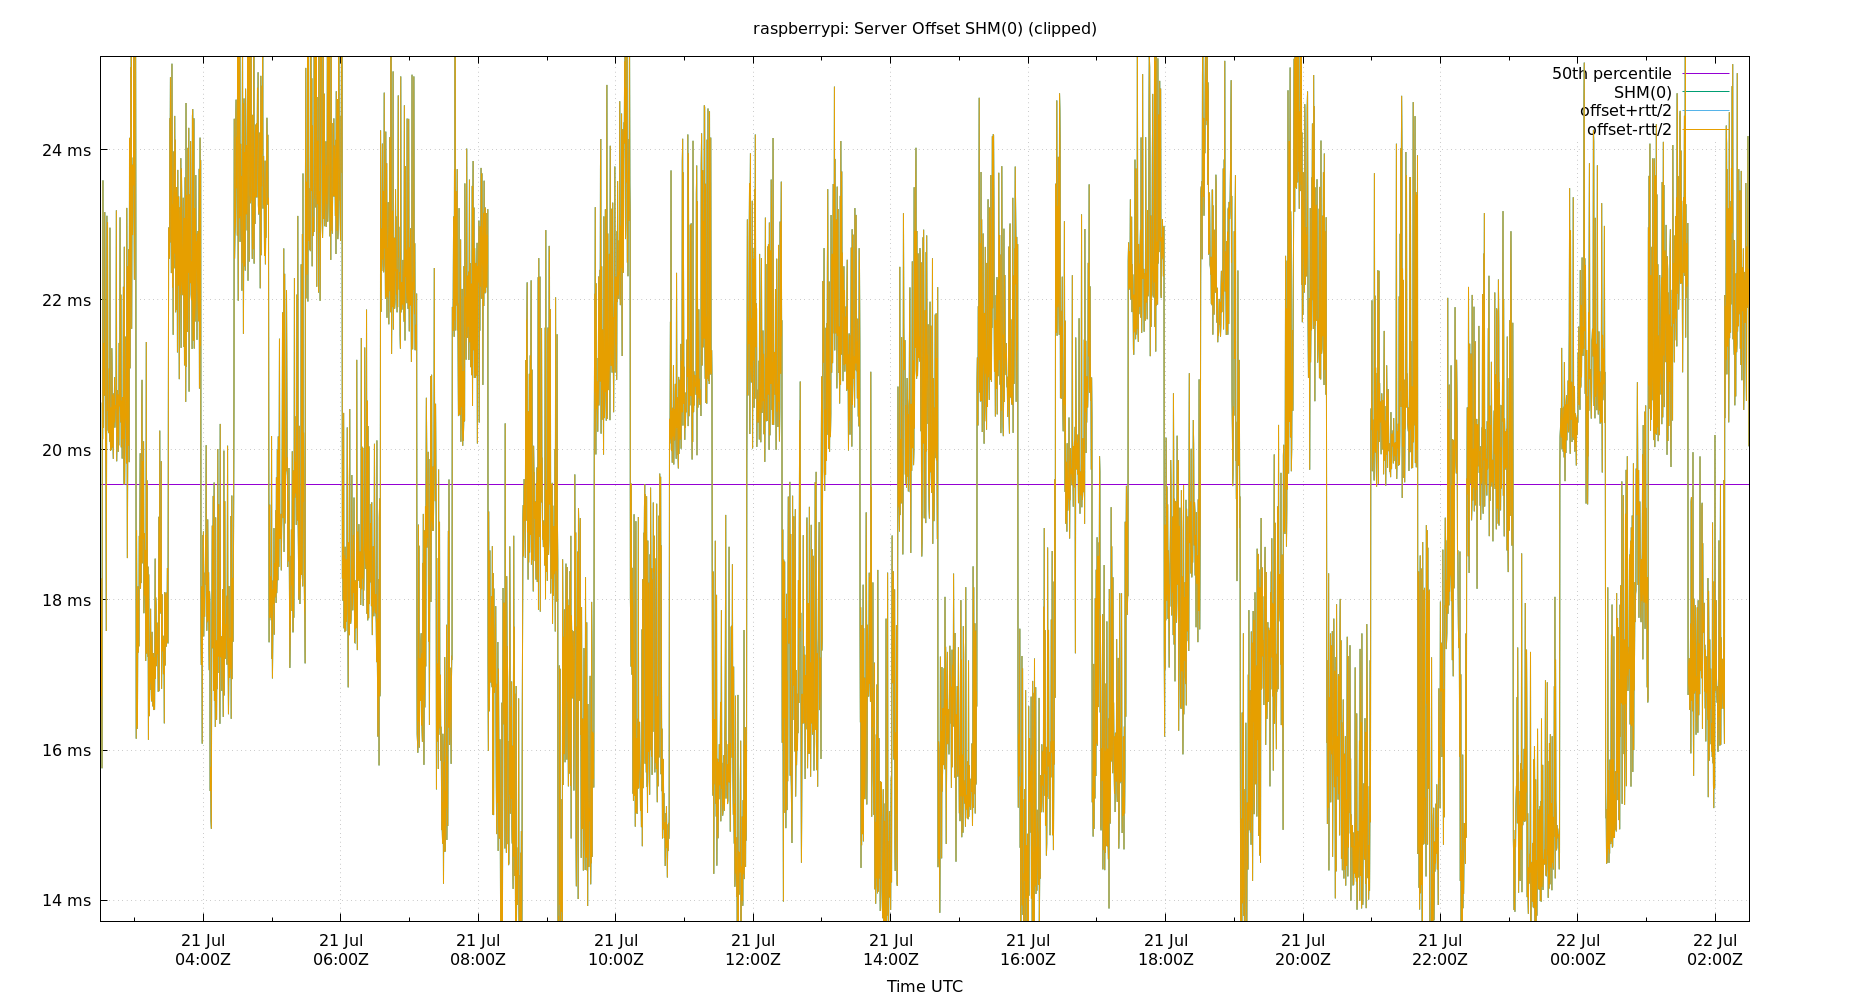 raspberrypi: Server Offset SHM(0) (clipped)
50th percentile
SHM(0)
offset+rtt/2
offset-rtt/2
24 ms
22 ms
20 ms
18 ms
16 ms
14 ms
21 Jul 21 Jul 21 Jul 21 Jul 21 Jul 21 Jul 21 Jul 21 Jul 21 Jul 21 Jul 22 Jul 22 Jul
04:00Z 06:00Z 08:00Z 10:00Z 12:00Z 14:00Z 16:00Z 18:00Z 20:00Z 22:00Z 00:00Z 02:00Z
Time UTC